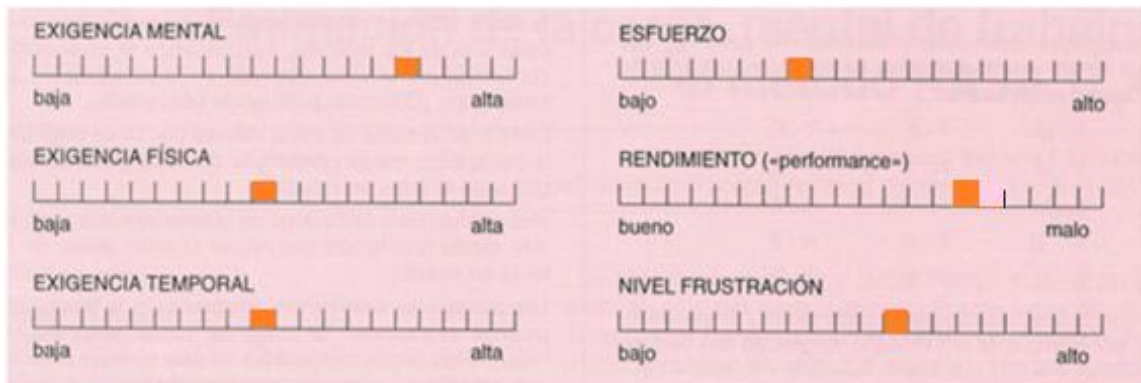 EXIGENCIA MENTAL
baja alta
EXIGENCIA FÍSICA
baja alta
EXIGENCIA TEMPORAL
baja alta
ESFUERZO
bajo alto
RENDIMIENTO («performance»)
bueno malo
NIVEL FRUSTRACIÓN
bajo alto